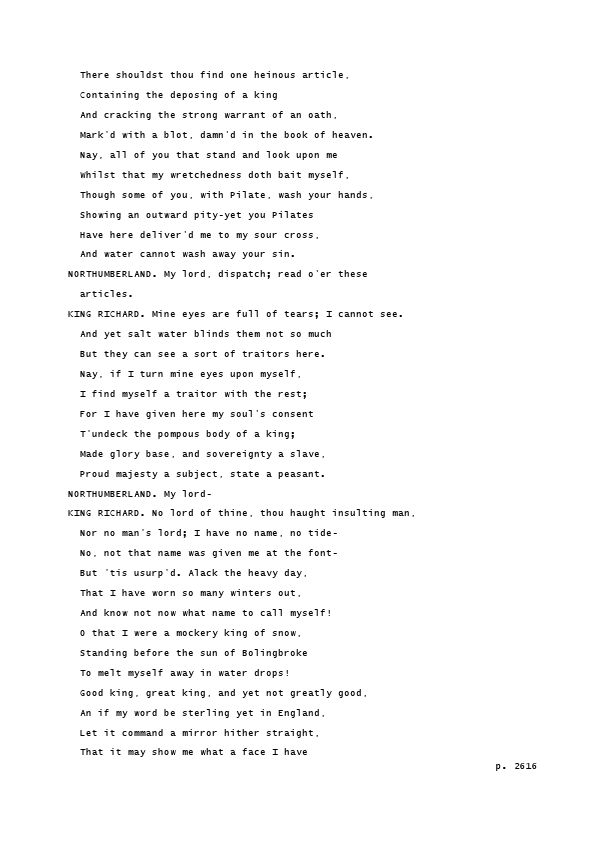 There shouldst thou find one heinous article,
Containing the deposing of a king
And cracking the strong warrant of an oath,
Mark'd with a blot, damn'd in the book of heaven.
Nay, all of you that stand and look upon me
Whilst that my wretchedness doth bait myself,
Though some of you, with Pilate, wash your hands,
Showing an outward pity-yet you Pilates
Have here deliver'd me to my sour cross,
And water cannot wash away your sin.
NORTHUMBERLAND. My lord, dispatch; read o'er these
articles.
KING RICHARD. Mine eyes are full of tears; I cannot see.
And yet salt water blinds them not so much
But they can see a sort of traitors here.
Nay, if I turn mine eyes upon myself,
I find myself a traitor with the rest;
For I have given here my soul's consent
T'undeck the pompous body of a king;
Made glory base, and sovereignty a slave,
Proud majesty a subject, state a peasant.
NORTHUMBERLAND. My lord-
KING RICHARD. No lord of thine, thou haught insulting man,
Nor no man's lord; I have no name, no tide-
No, not that name was given me at the font-
But 'tis usurp'd. Alack the heavy day,
That I have worn so many winters out,
And know not now what name to call myself!
O that I were a mockery king of snow,
Standing before the sun of Bolingbroke
To melt myself away in water drops!
Good king, great king, and yet not greatly good,
An if my word be sterling yet in England,
Let it command a mirror hither straight,
That it may show me what a face I have
p. 2616